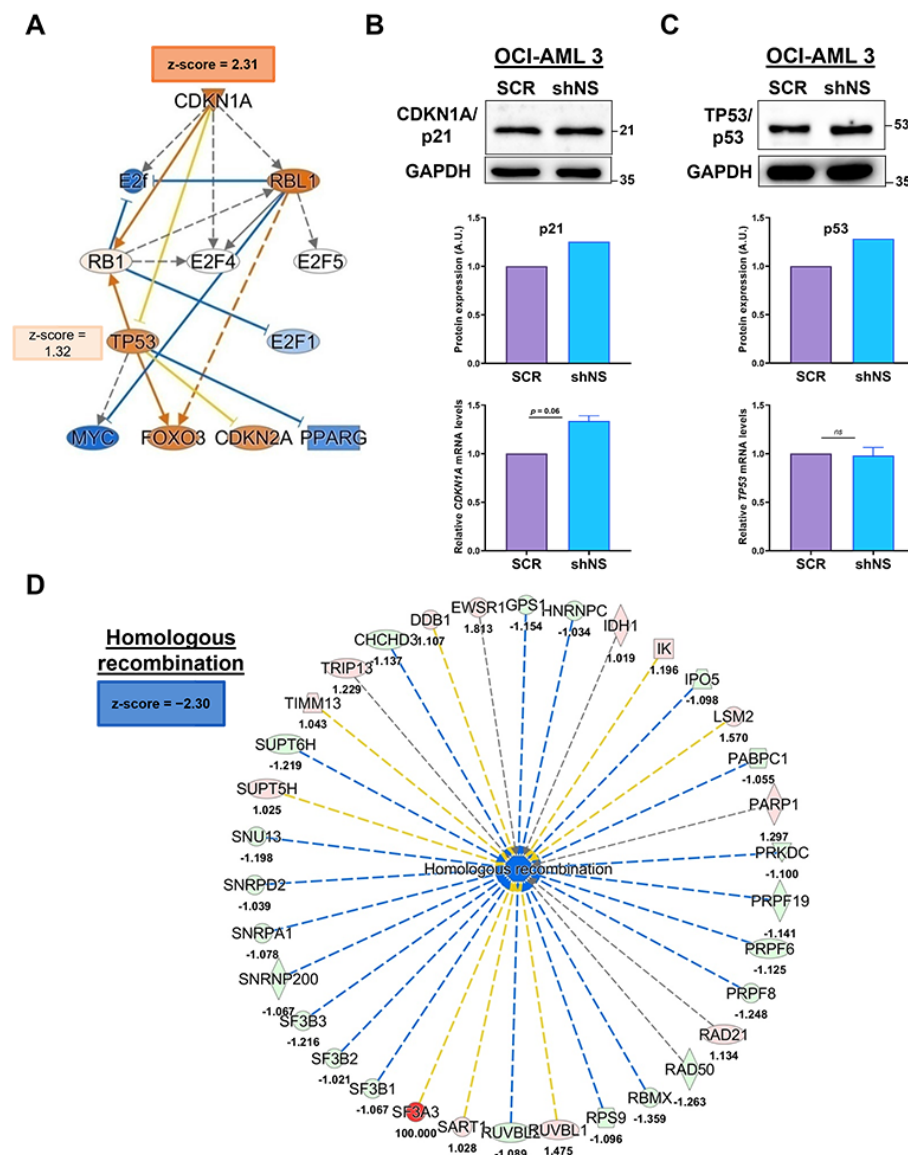 A
z-score = 2.31
CDKN1A
E2f
RBL1
RB1
E2F4
E2F5
z-score =
1.32
TP53
E2F1
MYC
FOXO3
CDKN2A
PPARG
B
OCI-AML 3
SCR shNS
CDKN1A/
p21
21
GAPDH
35
p21
Protein expression (A.U.)
1.5
1.0
0.5
0.0
SCR
shNS
Relative CDKN1A mRNA levels
p = 0.06
1.5
1.0
0.5
0.0
SCR
shNS
C
OCI-AML 3
SCR shNS
TP53/
p53
53
GAPDH
35
p53
Protein expression (A.U.)
1.5
1.0
0.5
0.0
SCR
shNS
Relative TP53 mRNA levels
ns
1.5
1.0
0.5
0.0
SCR
shNS
D
Homologous
recombination
z-score = −2.30
Homologous recombination
GPS1
-1.154
HNRNPC
-1.034
IDH1
1.019
IK
1.196
IPO5
-1.098
LSM2
1.570
PABPC1
-1.055
PARP1
1.297
PRKDC
-1.100
PRPF19
-1.141
PRPF6
-1.125
PRPF8
-1.248
RAD21
1.134
RAD50
-1.263
RBMX
-1.359
RPS9
-1.096
RUVBL1
1.475
RUVBL2
-1.089
SART1
1.028
SF3A3
100.000
SF3B1
-1.067
SF3B2
-1.021
SF3B3
-1.216
SNRNP200
-1.067
SNRPA1
-1.078
SNRPD2
-1.039
SNU13
-1.198
SUPT5H
1.025
SUPT6H
-1.219
TIMM13
1.043
TRIP13
1.229
CHCHD3
-1.137
DDB1
1.107
EWSR1
1.813